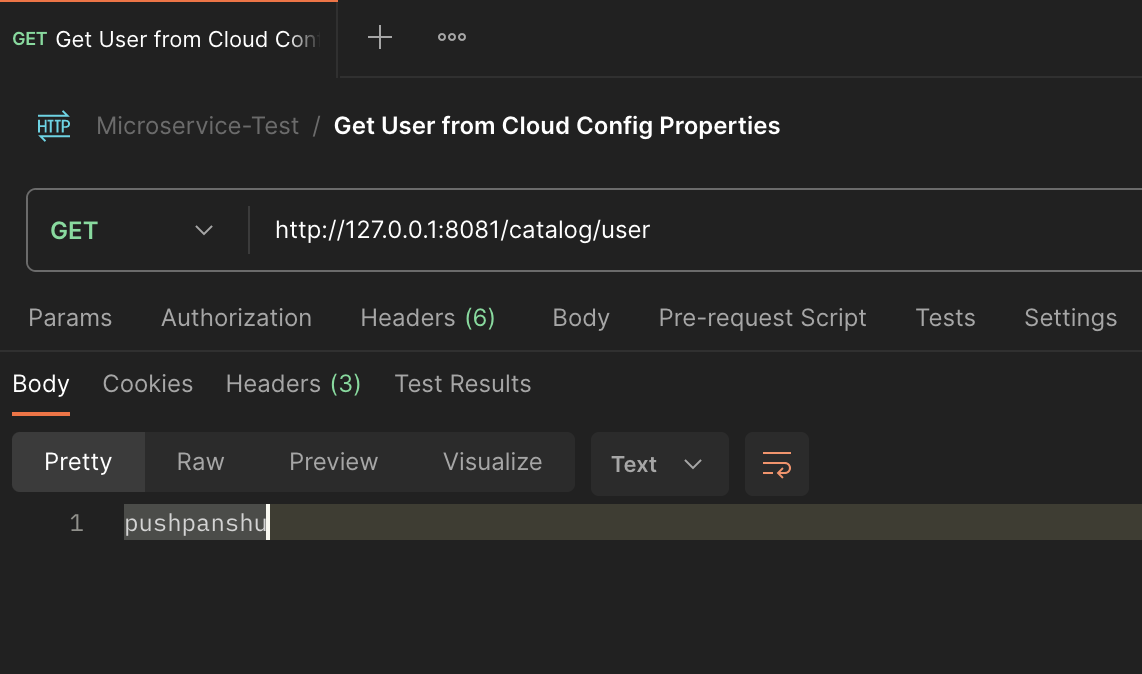 GET Get User from Cloud Con
HTTP Microservice-Test / Get User from Cloud Config Properties
GET http://127.0.0.1:8081/catalog/user
Params Authorization Headers (6) Body Pre-request Script Tests Settings
Body Cookies Headers (3) Test Results
Pretty Raw Preview Visualize Text
1 pushpanshu